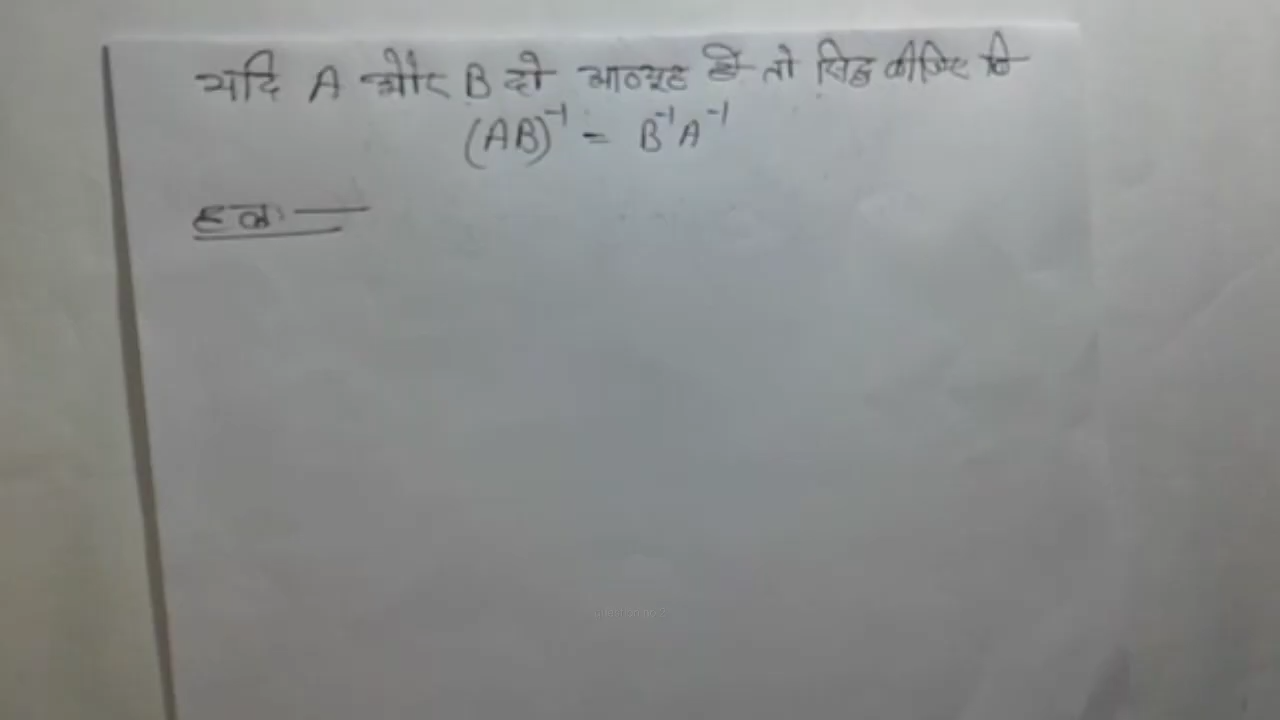 यदि A और B दो आव्यूह है तो सिद्ध कीजिए कि
(AB)⁻¹ = B⁻¹A⁻¹
हल:—